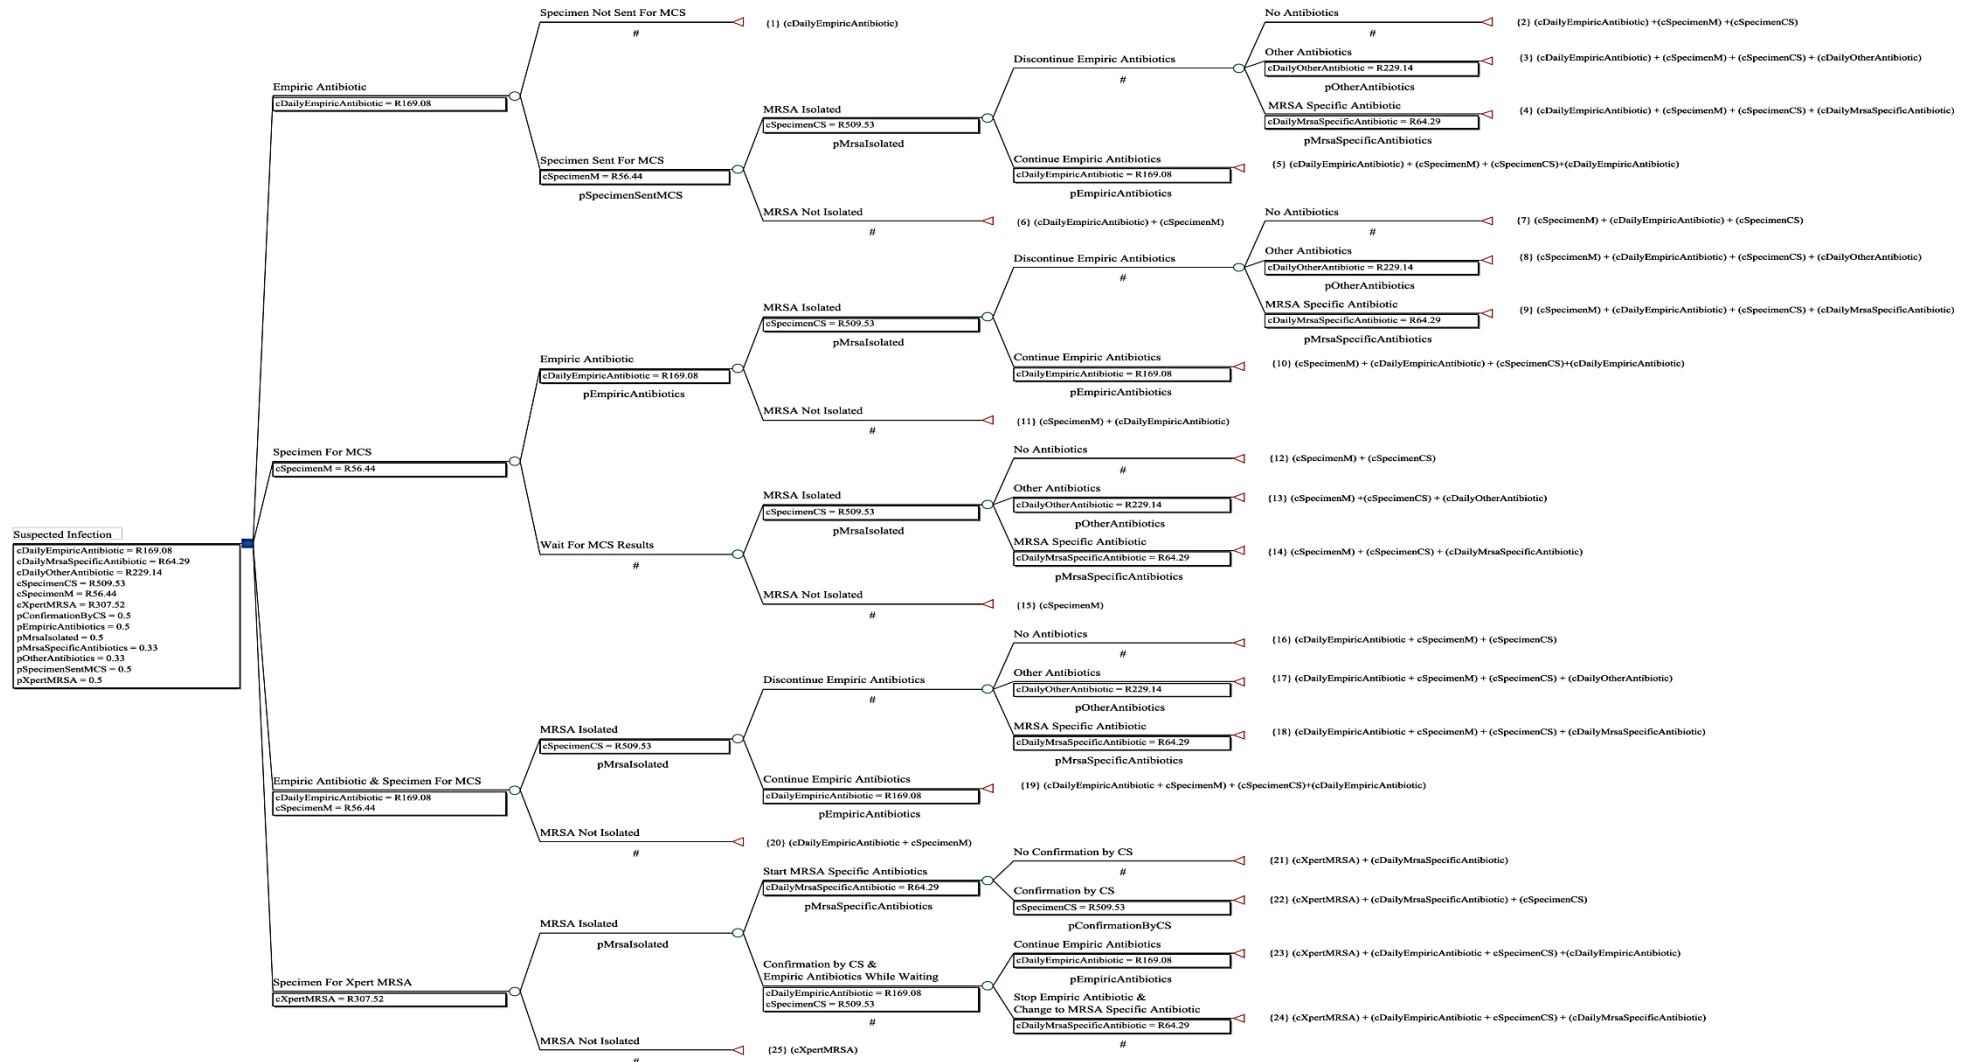 Suspected Infection
cDailyEmpiricAntibiotic = R169.08
cDailyMrsaSpecificAntibiotic = R64.29
cDailyOtherAntibiotic = R229.14
cSpecimenCS = R509.53
cSpecimenM = R56.44
cXpertMRSA = R307.52
pConfirmationByCS = 0.5
pEmpiricAntibiotics = 0.5
pMrsaIsolated = 0.5
pMrsaSpecificAntibiotics = 0.33
pOtherAntibiotics = 0.33
pSpecimenSentMCS = 0.5
pXpertMRSA = 0.5
Empiric Antibiotic
cDailyEmpiricAntibiotic = R169.08
Specimen Not Sent For MCS
#
{1} (cDailyEmpiricAntibiotic)
Specimen Sent For MCS
cSpecimenM = R56.44
pSpecimenSentMCS
MRSA Isolated
cSpecimenCS = R509.53
pMrsaIsolated
Discontinue Empiric Antibiotics
#
No Antibiotics
#
{2} (cDailyEmpiricAntibiotic) +(cSpecimenM) +(cSpecimenCS)
Other Antibiotics
cDailyOtherAntibiotic = R229.14
pOtherAntibiotics
{3} (cDailyEmpiricAntibiotic) + (cSpecimenM) + (cSpecimenCS) + (cDailyOtherAntibiotic)
MRSA Specific Antibiotic
cDailyMrsaSpecificAntibiotic = R64.29
pMrsaSpecificAntibiotics
{4} (cDailyEmpiricAntibiotic) + (cSpecimenM) + (cSpecimenCS) + (cDailyMrsaSpecificAntibiotic)
Continue Empiric Antibiotics
cDailyEmpiricAntibiotic = R169.08
pEmpiricAntibiotics
{5} (cDailyEmpiricAntibiotic) + (cSpecimenM) + (cSpecimenCS)+(cDailyEmpiricAntibiotic)
MRSA Not Isolated
#
{6} (cDailyEmpiricAntibiotic) + (cSpecimenM)
Specimen For MCS
cSpecimenM = R56.44
Empiric Antibiotic
cDailyEmpiricAntibiotic = R169.08
pEmpiricAntibiotics
MRSA Isolated
cSpecimenCS = R509.53
pMrsaIsolated
Discontinue Empiric Antibiotics
#
No Antibiotics
#
{7} (cSpecimenM) + (cDailyEmpiricAntibiotic) + (cSpecimenCS)
Other Antibiotics
cDailyOtherAntibiotic = R229.14
pOtherAntibiotics
{8} (cSpecimenM) + (cDailyEmpiricAntibiotic) + (cSpecimenCS) + (cDailyOtherAntibiotic)
MRSA Specific Antibiotic
cDailyMrsaSpecificAntibiotic = R64.29
pMrsaSpecificAntibiotics
{9} (cSpecimenM) + (cDailyEmpiricAntibiotic) + (cSpecimenCS) + (cDailyMrsaSpecificAntibiotic)
Continue Empiric Antibiotics
cDailyEmpiricAntibiotic = R169.08
pEmpiricAntibiotics
{10} (cSpecimenM) + (cDailyEmpiricAntibiotic) + (cSpecimenCS)+(cDailyEmpiricAntibiotic)
MRSA Not Isolated
#
{11} (cSpecimenM) + (cDailyEmpiricAntibiotic)
Wait For MCS Results
#
MRSA Isolated
cSpecimenCS = R509.53
pMrsaIsolated
No Antibiotics
#
{12} (cSpecimenM) + (cSpecimenCS)
Other Antibiotics
cDailyOtherAntibiotic = R229.14
pOtherAntibiotics
{13} (cSpecimenM) +(cSpecimenCS) + (cDailyOtherAntibiotic)
MRSA Specific Antibiotic
cDailyMrsaSpecificAntibiotic = R64.29
pMrsaSpecificAntibiotics
{14} (cSpecimenM) + (cSpecimenCS) + (cDailyMrsaSpecificAntibiotic)
MRSA Not Isolated
#
{15} (cSpecimenM)
Empiric Antibiotic & Specimen For MCS
cDailyEmpiricAntibiotic = R169.08
cSpecimenM = R56.44
MRSA Isolated
cSpecimenCS = R509.53
pMrsaIsolated
Discontinue Empiric Antibiotics
#
No Antibiotics
#
{16} (cDailyEmpiricAntibiotic + cSpecimenM) + (cSpecimenCS)
Other Antibiotics
cDailyOtherAntibiotic = R229.14
pOtherAntibiotics
{17} (cDailyEmpiricAntibiotic + cSpecimenM) + (cSpecimenCS) + (cDailyOtherAntibiotic)
MRSA Specific Antibiotic
cDailyMrsaSpecificAntibiotic = R64.29
pMrsaSpecificAntibiotics
{18} (cDailyEmpiricAntibiotic + cSpecimenM) + (cSpecimenCS) + (cDailyMrsaSpecificAntibiotic)
Continue Empiric Antibiotics
cDailyEmpiricAntibiotic = R169.08
pEmpiricAntibiotics
{19} (cDailyEmpiricAntibiotic + cSpecimenM) + (cSpecimenCS)+(cDailyEmpiricAntibiotic)
MRSA Not Isolated
#
{20} (cDailyEmpiricAntibiotic + cSpecimenM)
Specimen For Xpert MRSA
cXpertMRSA = R307.52
MRSA Isolated
pMrsaIsolated
Start MRSA Specific Antibiotics
cDailyMrsaSpecificAntibiotic = R64.29
pMrsaSpecificAntibiotics
No Confirmation by CS
#
{21} (cXpertMRSA) + (cDailyMrsaSpecificAntibiotic)
Confirmation by CS
cSpecimenCS = R509.53
pConfirmationByCS
{22} (cXpertMRSA) + (cDailyMrsaSpecificAntibiotic) + (cSpecimenCS)
Confirmation by CS &
Empiric Antibiotics While Waiting
cDailyEmpiricAntibiotic = R169.08
cSpecimenCS = R509.53
#
Continue Empiric Antibiotics
cDailyEmpiricAntibiotic = R169.08
pEmpiricAntibiotics
{23} (cXpertMRSA) + (cDailyEmpiricAntibiotic + cSpecimenCS) +(cDailyEmpiricAntibiotic)
Stop Empiric Antibiotic &
Change to MRSA Specific Antibiotic
cDailyMrsaSpecificAntibiotic = R64.29
#
{24} (cXpertMRSA) + (cDailyEmpiricAntibiotic + cSpecimenCS) + (cDailyMrsaSpecificAntibiotic)
MRSA Not Isolated
#
{25} (cXpertMRSA)